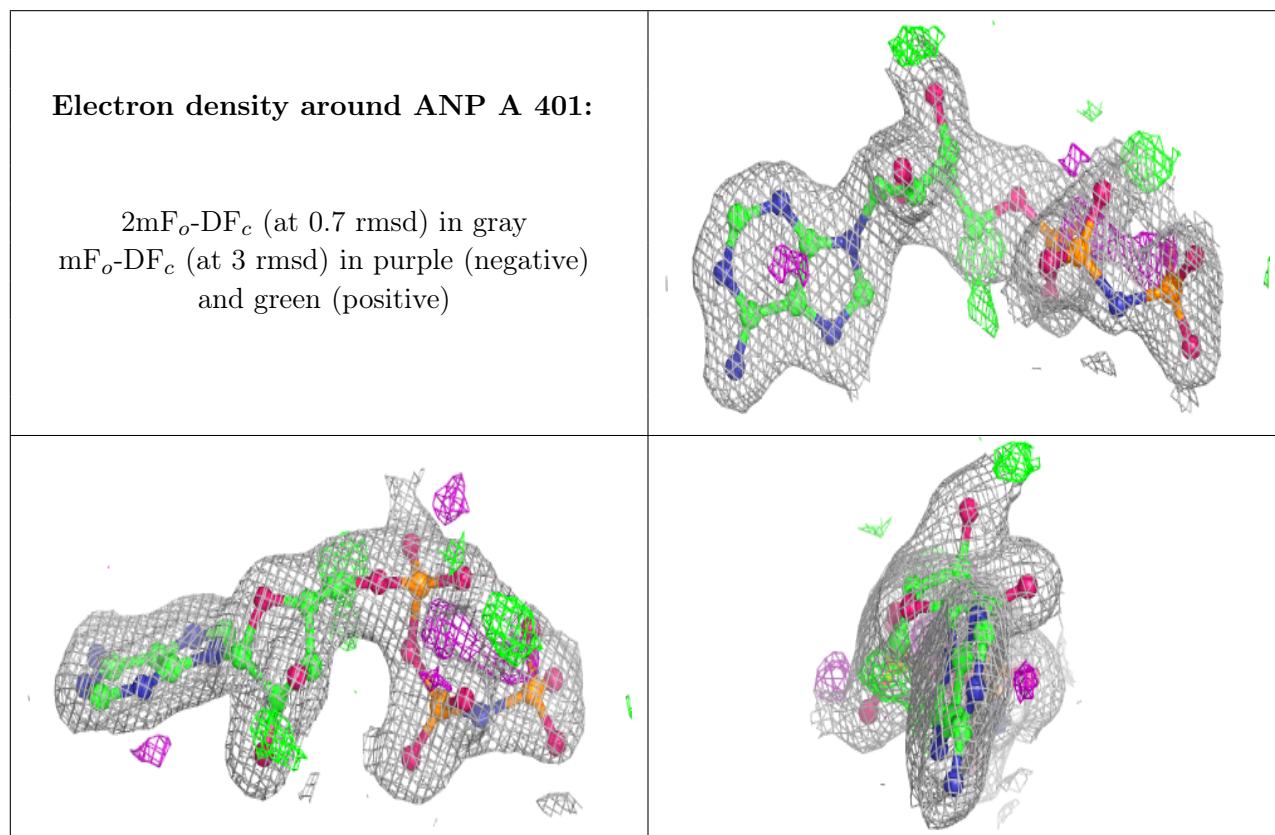 Electron density around ANP A 401:
2mFₒ-DF𝒸 (at 0.7 rmsd) in gray
mFₒ-DF𝒸 (at 3 rmsd) in purple (negative)
and green (positive)